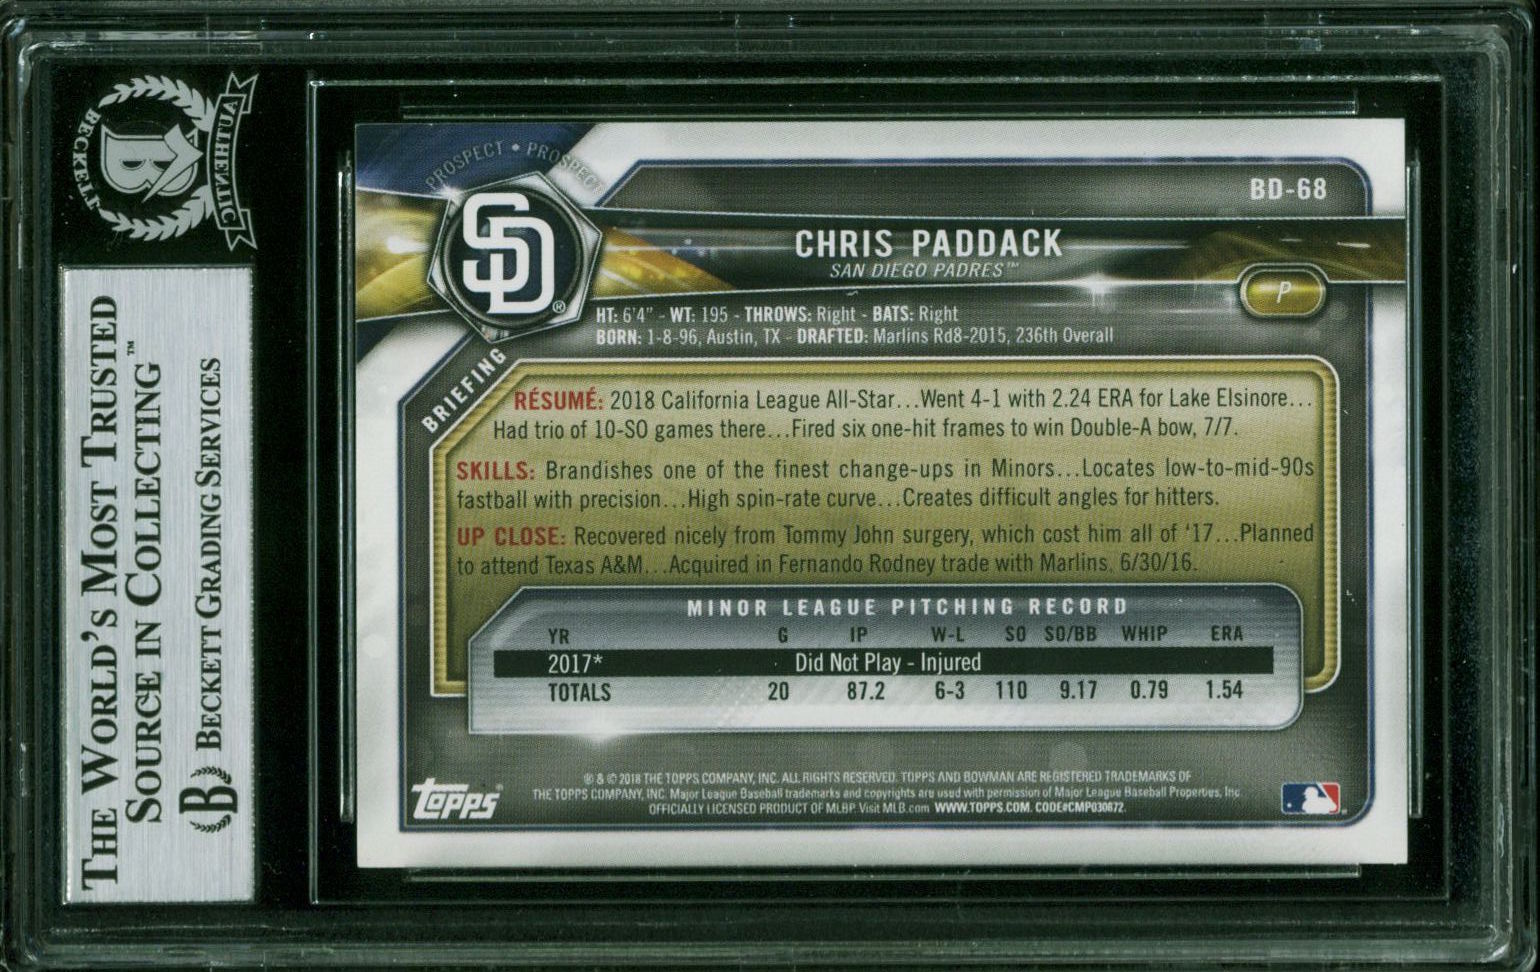 BECKETT
AUTHENTIC
B
THE WORLD'S MOST TRUSTED
SOURCE IN COLLECTING™
B BECKETT GRADING SERVICES
PROSPECT • PROSPECT
SD®
BD-68
CHRIS PADDACK
SAN DIEGO PADRES™
P
HT: 6'4" - WT: 195 - THROWS: Right - BATS: Right
BORN: 1-8-96, Austin, TX - DRAFTED: Marlins Rd8-2015, 236th Overall
BRIEFING
RÉSUMÉ: 2018 California League All-Star...Went 4-1 with 2.24 ERA for Lake Elsinore...
Had trio of 10-SO games there...Fired six one-hit frames to win Double-A bow, 7/7.
SKILLS: Brandishes one of the finest change-ups in Minors...Locates low-to-mid-90s
fastball with precision...High spin-rate curve...Creates difficult angles for hitters.
UP CLOSE: Recovered nicely from Tommy John surgery, which cost him all of '17...Planned
to attend Texas A&M...Acquired in Fernando Rodney trade with Marlins, 6/30/16.
MINOR LEAGUE PITCHING RECORD
YR G IP W-L SO SO/BB WHIP ERA
2017* Did Not Play - Injured
TOTALS 20 87.2 6-3 110 9.17 0.79 1.54
topps®
® & © 2018 THE TOPPS COMPANY, INC. ALL RIGHTS RESERVED. TOPPS AND BOWMAN ARE REGISTERED TRADEMARKS OF
THE TOPPS COMPANY, INC. Major League Baseball trademarks and copyrights are used with permission of Major League Baseball Properties, Inc.
OFFICIALLY LICENSED PRODUCT OF MLBP. Visit MLB.com WWW.TOPPS.COM. CODE#CMP030872.